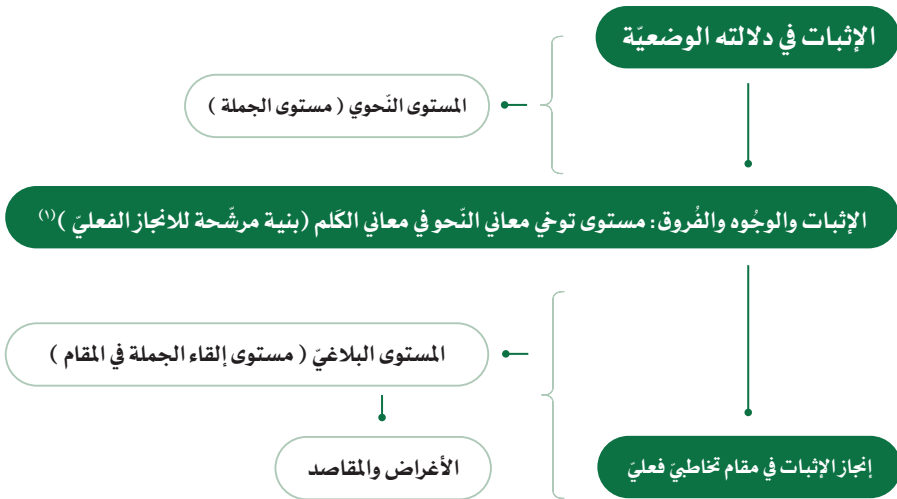 الإثبات في دلالته الوضعيّة
المستوى النّحوي ( مستوى الجملة )
الإثبات والوجُوه والفُروق: مستوى توخي معاني النّحو في معاني الكَلم (بنية مرشّحة للانجاز الفعليّ )(١)
المستوى البلاغيّ ( مستوى إلقاء الجملة في المقام )
إنجاز الإثبات في مقام تخاطبيّ فعليّ
الأغراض والمقاصد